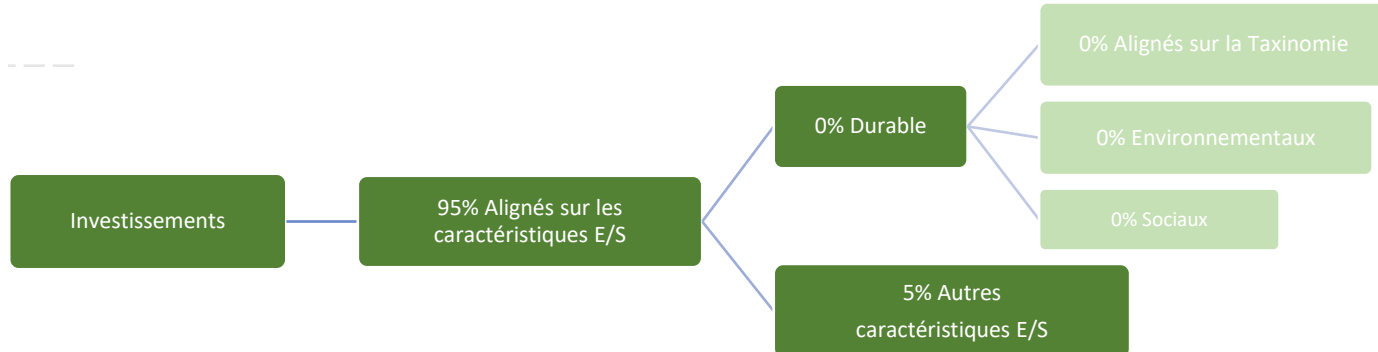 0% Alignés sur la Taxinomie
0% Durable
0% Environnementaux
Investissements
95% Alignés sur les
caractéristiques E/S
0% Sociaux
5% Autres
caractéristiques E/S